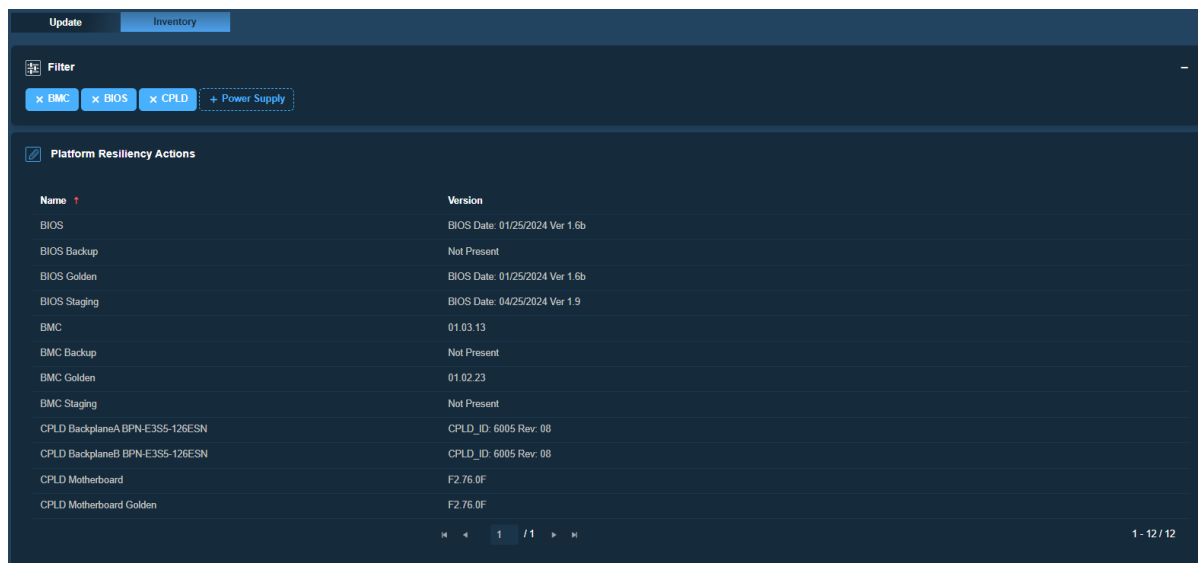 Update Inventory
Filter
× BMC × BIOS × CPLD + Power Supply
Platform Resiliency Actions
Name ↑ Version
BIOS BIOS Date: 01/25/2024 Ver 1.6b
BIOS Backup Not Present
BIOS Golden BIOS Date: 01/25/2024 Ver 1.6b
BIOS Staging BIOS Date: 04/25/2024 Ver 1.9
BMC 01.03.13
BMC Backup Not Present
BMC Golden 01.02.23
BMC Staging Not Present
CPLD BackplaneA BPN-E3S5-126ESN CPLD_ID: 6005 Rev: 08
CPLD BackplaneB BPN-E3S5-126ESN CPLD_ID: 6005 Rev: 08
CPLD Motherboard F2.76.0F
CPLD Motherboard Golden F2.76.0F
1 / 1 1 - 12 / 12